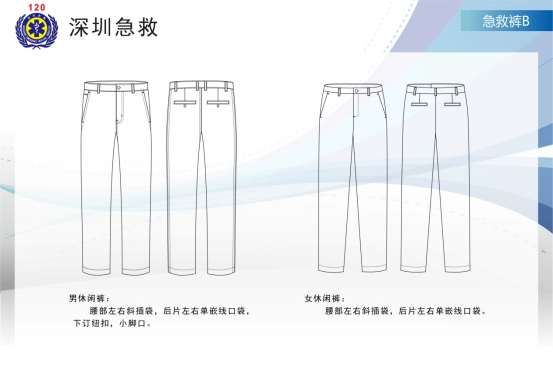 120
深圳急救
急救裤B
男休闲裤：
腰部左右斜插袋，后片左右单嵌线口袋，
下订纽扣，小脚口。
女休闲裤：
腰部左右斜插袋，后片左右单嵌线口袋。